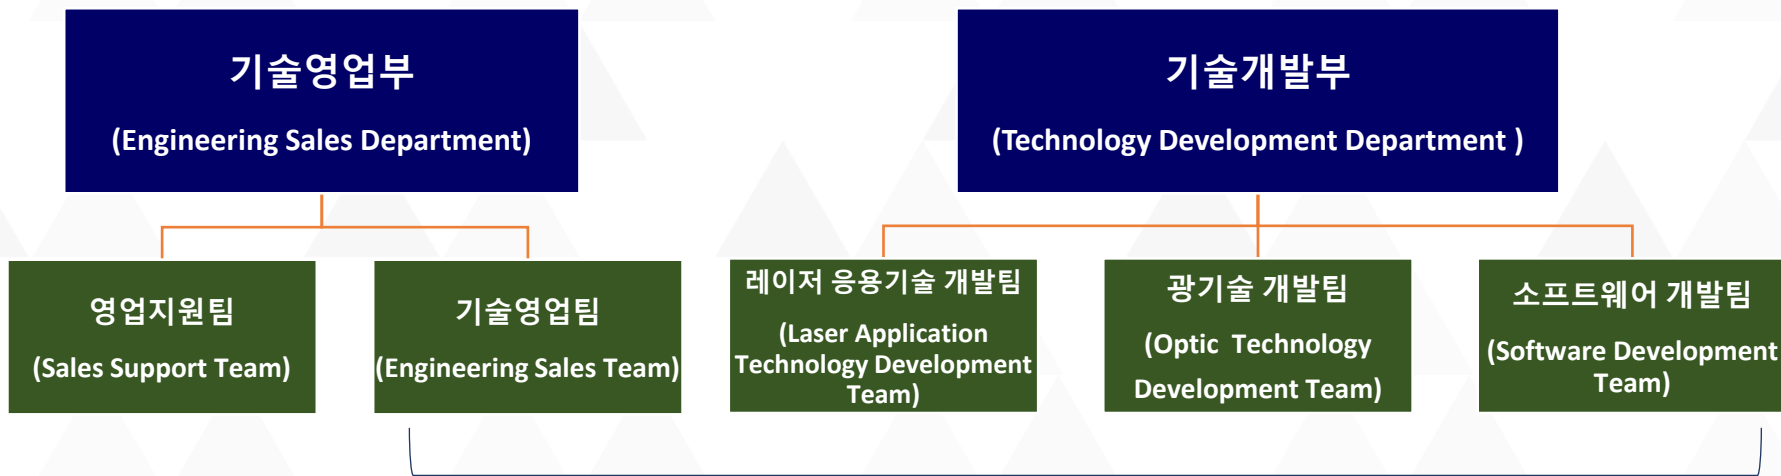 기술영업부
(Engineering Sales Department)
기술개발부
(Technology Development Department )
영업지원팀
(Sales Support Team)
기술영업팀
(Engineering Sales Team)
레이저 응용기술 개발팀
(Laser Application
Technology Development
Team)
광기술 개발팀
(Optic Technology
Development Team)
소프트웨어 개발팀
(Software Development
Team)